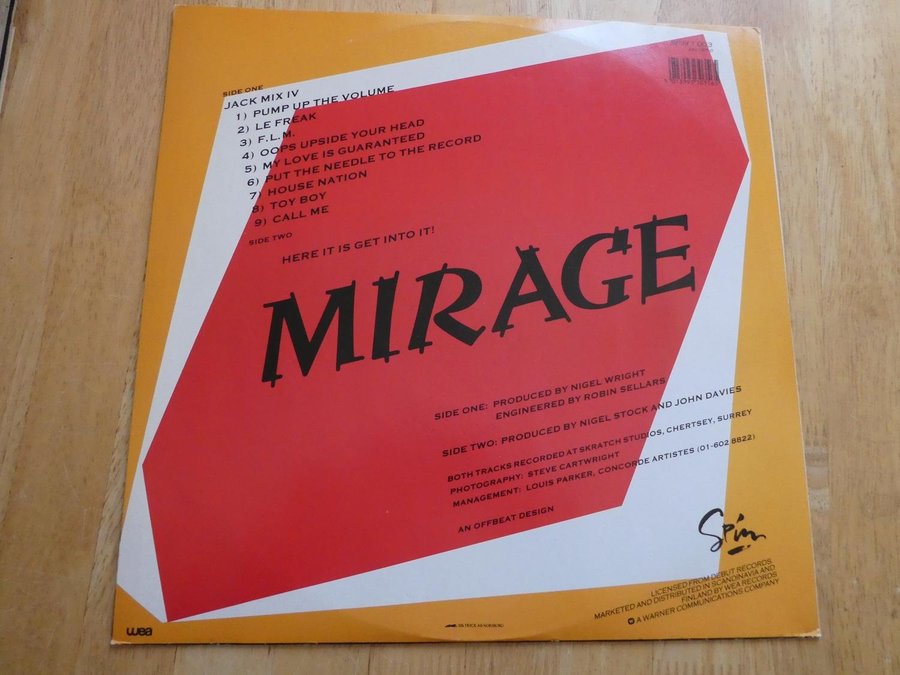 SIDE ONE
JACK MIX IV
1) PUMP UP THE VOLUME
2) LE FREAK
3) F.L.M.
4) OOPS UPSIDE YOUR HEAD
5) MY LOVE IS GUARANTEED
6) PUT THE NEEDLE TO THE RECORD
7) HOUSE NATION
8) TOY BOY
9) CALL ME
SIDE TWO
HERE IT IS GET INTO IT!
MIRAGE
SIDE ONE: PRODUCED BY NIGEL WRIGHT
ENGINEERED BY ROBIN SELLARS
SIDE TWO: PRODUCED BY NIGEL STOCK AND JOHN DAVIES
BOTH TRACKS RECORDED AT SKRATCH STUDIOS, CHERTSEY, SURREY
PHOTOGRAPHY: STEVE CARTWRIGHT
MANAGEMENT: LOUIS PARKER, CONCORDE ARTISTES (01-602 8822)
AN OFFBEAT DESIGN
Spin
LICENSED FROM DEBUT RECORDS,
MARKETED AND DISTRIBUTED IN SCANDINAVIA AND
FINLAND BY WEA RECORDS
A WARNER COMMUNICATIONS COMPANY
wea